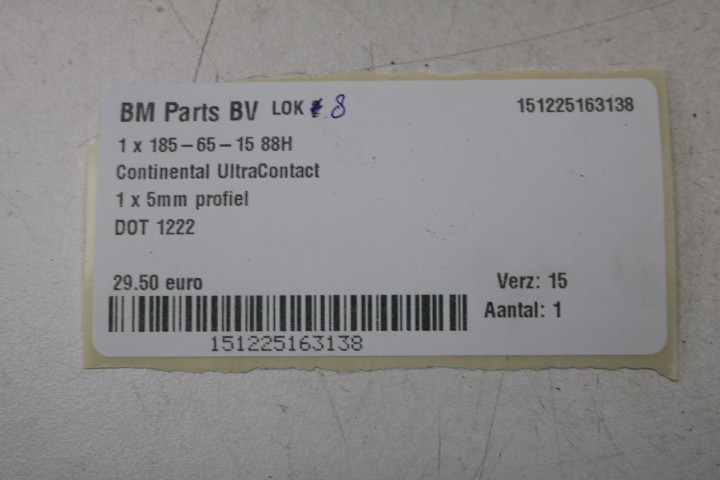 BM Parts BV LOK 8 151225163138
1 x 185-65-15 88H
Continental UltraContact
1 x 5mm profiel
DOT 1222
29.50 euro Verz: 15
Aantal: 1
151225163138